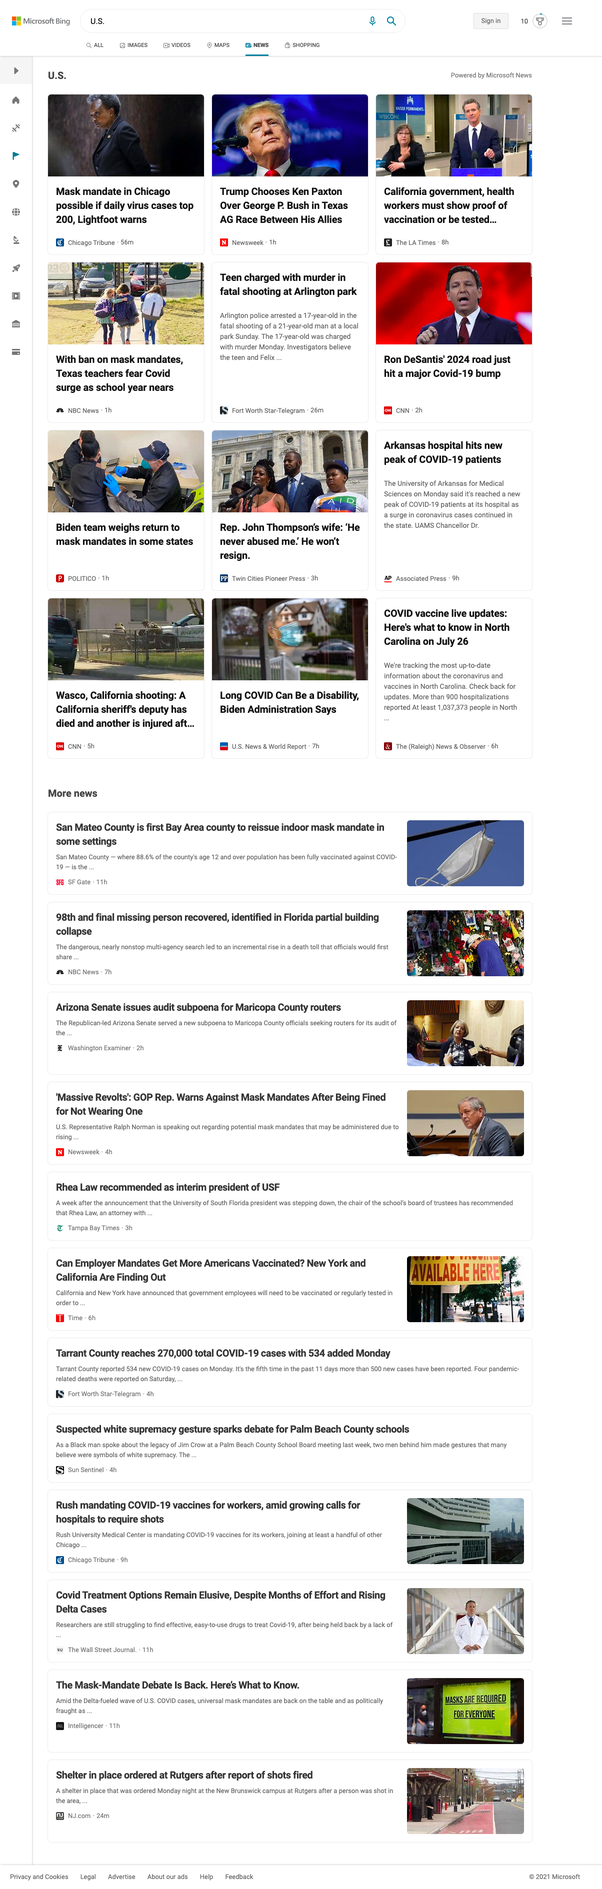 Microsoft Bing
U.S.
Sign in
10
ALL
IMAGES
VIDEOS
MAPS
NEWS
SHOPPING
U.S.
Powered by Microsoft News
Mask mandate in Chicago
possible if daily virus cases top
200, Lightfoot warns
Chicago Tribune · 56m
Trump Chooses Ken Paxton
Over George P. Bush in Texas
AG Race Between His Allies
Newsweek · 1h
California government, health
workers must show proof of
vaccination or be tested...
The LA Times · 8h
With ban on mask mandates,
Texas teachers fear Covid
surge as school year nears
NBC News · 1h
Teen charged with murder in
fatal shooting at Arlington park
Arlington police arrested a 17-year-old in the
fatal shooting of a 21-year-old man at a local
park Sunday. The 17-year-old was charged
with murder Monday. Investigators believe
the teen and Felix ...
Fort Worth Star-Telegram · 26m
Ron DeSantis' 2024 road just
hit a major Covid-19 bump
CNN · 2h
Biden team weighs return to
mask mandates in some states
POLITICO · 1h
Rep. John Thompson's wife: 'He
never abused me.' He won't
resign.
Twin Cities Pioneer Press · 3h
Arkansas hospital hits new
peak of COVID-19 patients
The University of Arkansas for Medical
Sciences on Monday said it's reached a new
peak of COVID-19 patients at its hospital as
a surge in coronavirus cases continued in
the state. UAMS Chancellor Dr.
Associated Press · 9h
Wasco, California shooting: A
California sheriff's deputy has
died and another is injured aft...
CNN · 5h
Long COVID Can Be a Disability,
Biden Administration Says
U.S. News & World Report · 7h
COVID vaccine live updates:
Here's what to know in North
Carolina on July 26
We're tracking the most up-to-date
information about the coronavirus and
vaccines in North Carolina. Check back for
updates. More than 900 hospitalizations
reported At least 1,037,373 people in North
...
The (Raleigh) News & Observer · 6h
More news
San Mateo County is first Bay Area county to reissue indoor mask mandate in
some settings
San Mateo County — where 88.6% of the county's age 12 and over population has been fully vaccinated against COVID-
19 — is the ...
SF Gate · 11h
98th and final missing person recovered, identified in Florida partial building
collapse
The dangerous, nearly nonstop multi-agency search led to an incremental rise in a death toll that officials would first
share ...
NBC News · 7h
Arizona Senate issues audit subpoena for Maricopa County routers
The Republican-led Arizona Senate served a new subpoena to Maricopa County officials seeking routers for its audit of
the ...
Washington Examiner · 2h
'Massive Revolts': GOP Rep. Warns Against Mask Mandates After Being Fined
for Not Wearing One
U.S. Representative Ralph Norman is speaking out regarding potential mask mandates that may be administered due to
rising ...
Newsweek · 4h
Rhea Law recommended as interim president of USF
A week after the announcement that the University of South Florida president was stepping down, the chair of the school's board of trustees has recommended
that Rhea Law, an attorney with ...
Tampa Bay Times · 3h
Can Employer Mandates Get More Americans Vaccinated? New York and
California Are Finding Out
California and New York have announced that government employees will need to be vaccinated or regularly tested in
order to ...
Time · 6h
AVAILABLE HERE
Tarrant County reaches 270,000 total COVID-19 cases with 534 added Monday
Tarrant County reported 534 new COVID-19 cases on Monday. It's the fifth time in the past 11 days more than 500 new cases have been reported. Four pandemic-
related deaths were reported on Saturday, ...
Fort Worth Star-Telegram · 4h
Suspected white supremacy gesture sparks debate for Palm Beach County schools
As a Black man spoke about the legacy of Jim Crow at a Palm Beach County School Board meeting last week, two men behind him made gestures that many
believe were symbols of white supremacy. The ...
Sun Sentinel · 4h
Rush mandating COVID-19 vaccines for workers, amid growing calls for
hospitals to require shots
Rush University Medical Center is mandating COVID-19 vaccines for its workers, joining at least a handful of other
Chicago ...
Chicago Tribune · 9h
Covid Treatment Options Remain Elusive, Despite Months of Effort and Rising
Delta Cases
Researchers are still struggling to find effective, easy-to-use drugs to treat Covid-19, after being held back by a lack of
...
The Wall Street Journal. · 11h
The Mask-Mandate Debate Is Back. Here's What to Know.
Amid the Delta-fueled wave of U.S. COVID cases, universal mask mandates are back on the table and as politically
fraught as ...
Intelligencer · 11h
MASKS ARE REQUIRED
FOR EVERYONE
Shelter in place ordered at Rutgers after report of shots fired
A shelter in place that was ordered Monday night at the New Brunswick campus at Rutgers after a person was shot in
the area, ...
NJ.com · 24m
Privacy and Cookies
Legal
Advertise
About our ads
Help
Feedback
© 2021 Microsoft